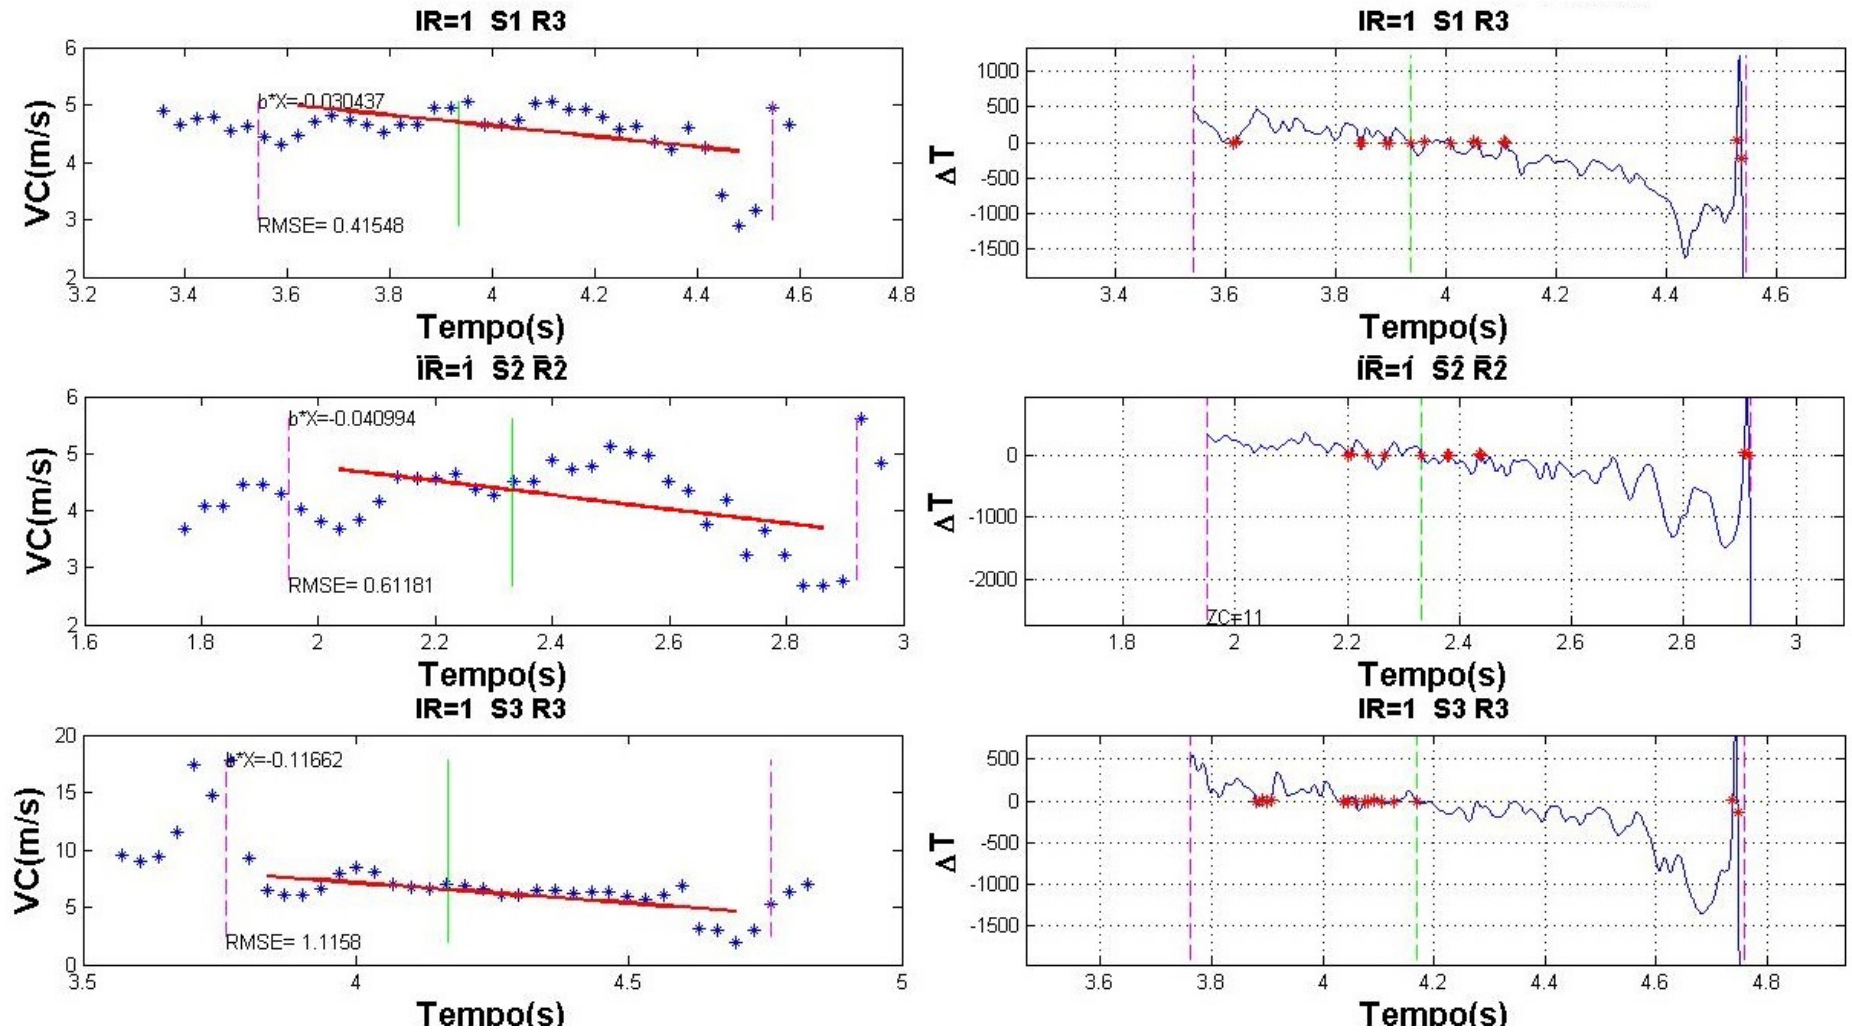 IR=1 S1 R3
6
5
4
3
2
VC(m/s)
b*X=-0.030437
RMSE= 0.41548
3.2 3.4 3.6 3.8 4 4.2 4.4 4.6 4.8
Tempo(s)
IR=1 S1 R3
1000
500
0
-500
-1000
-1500
ΔT
3.4 3.6 3.8 4 4.2 4.4 4.6
Tempo(s)
IR=1 S2 R2
6
5
4
3
2
VC(m/s)
b*X=-0.040994
RMSE= 0.61181
1.6 1.8 2 2.2 2.4 2.6 2.8 3
Tempo(s)
IR=1 S2 R2
0
-1000
-2000
ΔT
ZC=11
1.8 2 2.2 2.4 2.6 2.8 3
Tempo(s)
IR=1 S3 R3
20
15
10
5
0
VC(m/s)
b*X=-0.11662
RMSE= 1.1158
3.5 4 4.5 5
Tempo(s)
IR=1 S3 R3
500
0
-500
-1000
-1500
ΔT
3.6 3.8 4 4.2 4.4 4.6 4.8
Tempo(s)